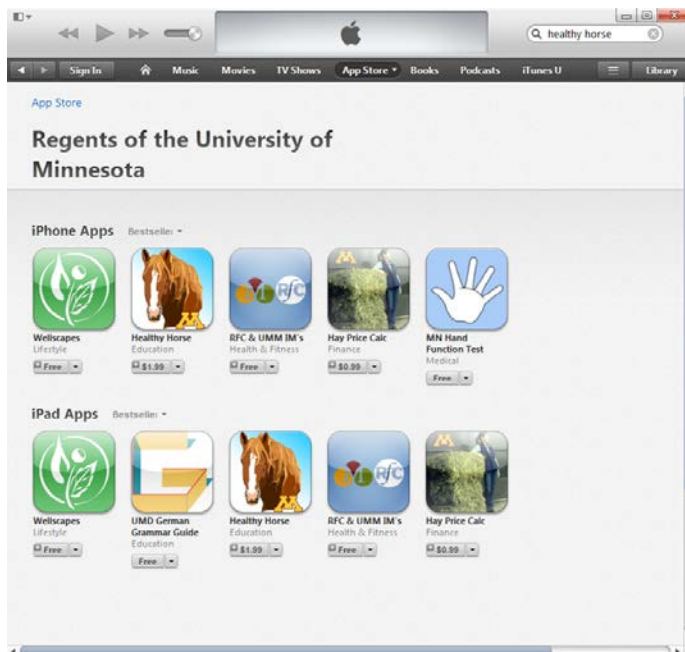 healthy horse
Sign In Music Movies TV Shows App Store Books Podcasts iTunes U Library
App Store
Regents of the University of
Minnesota
iPhone Apps Bestseller
Wellscapes Healthy Horse RFC & UMM IM's Hay Price Calc MN Hand
Lifestyle Education Health & Fitness Finance Function Test
Medical
Free $1.99 Free $0.99
Free
iPad Apps Bestseller
Wellscapes UMD German Healthy Horse RFC & UMM IM's Hay Price Calc
Lifestyle Grammar Guide Education Health & Fitness Finance
Education
Free $1.99 Free $0.99
Free